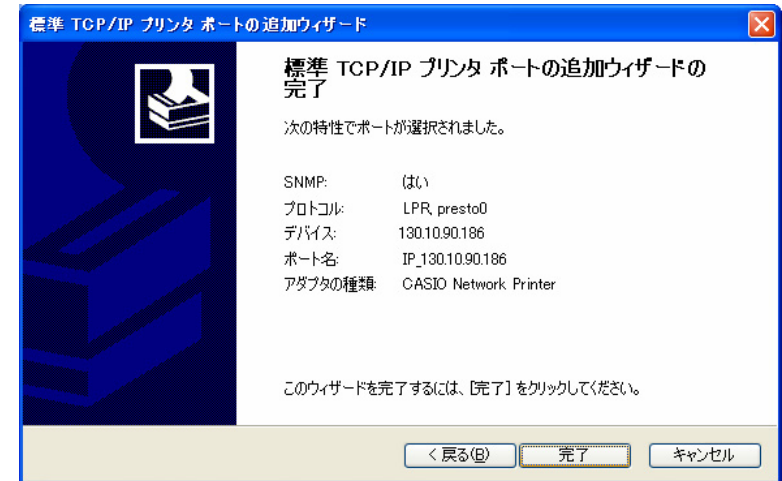 標準 TCP/IP プリンタ ポートの追加ウィザード
標準 TCP/IP プリンタ ポートの追加ウィザードの
完了
次の特性でポートが選択されました。
SNMP: はい
プロトコル: LPR, presto0
デバイス: 130.10.90.186
ポート名: IP_130.10.90.186
アダプタの種類: CASIO Network Printer
このウィザードを完了するには、[完了] をクリックしてください。
< 戻る(B) 完了 キャンセル